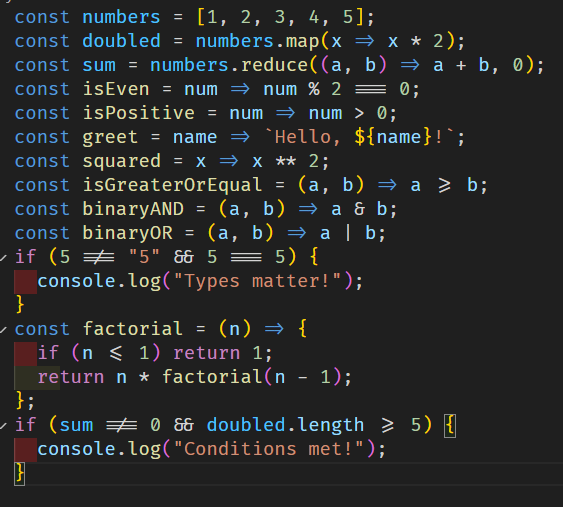 const numbers = [1, 2, 3, 4, 5];
const doubled = numbers.map(x => x * 2);
const sum = numbers.reduce((a, b) => a + b, 0);
const isEven = num => num % 2 === 0;
const isPositive = num => num > 0;
const greet = name => `Hello, ${name}!`;
const squared = x => x ** 2;
const isGreaterOrEqual = (a, b) => a >= b;
const binaryAND = (a, b) => a & b;
const binaryOR = (a, b) => a | b;
if (5 !== "5" && 5 === 5) {
  console.log("Types matter!");
}
const factorial = (n) => {
  if (n <= 1) return 1;
  return n * factorial(n - 1);
};
if (sum !== 0 && doubled.length >= 5) {
  console.log("Conditions met!");
}